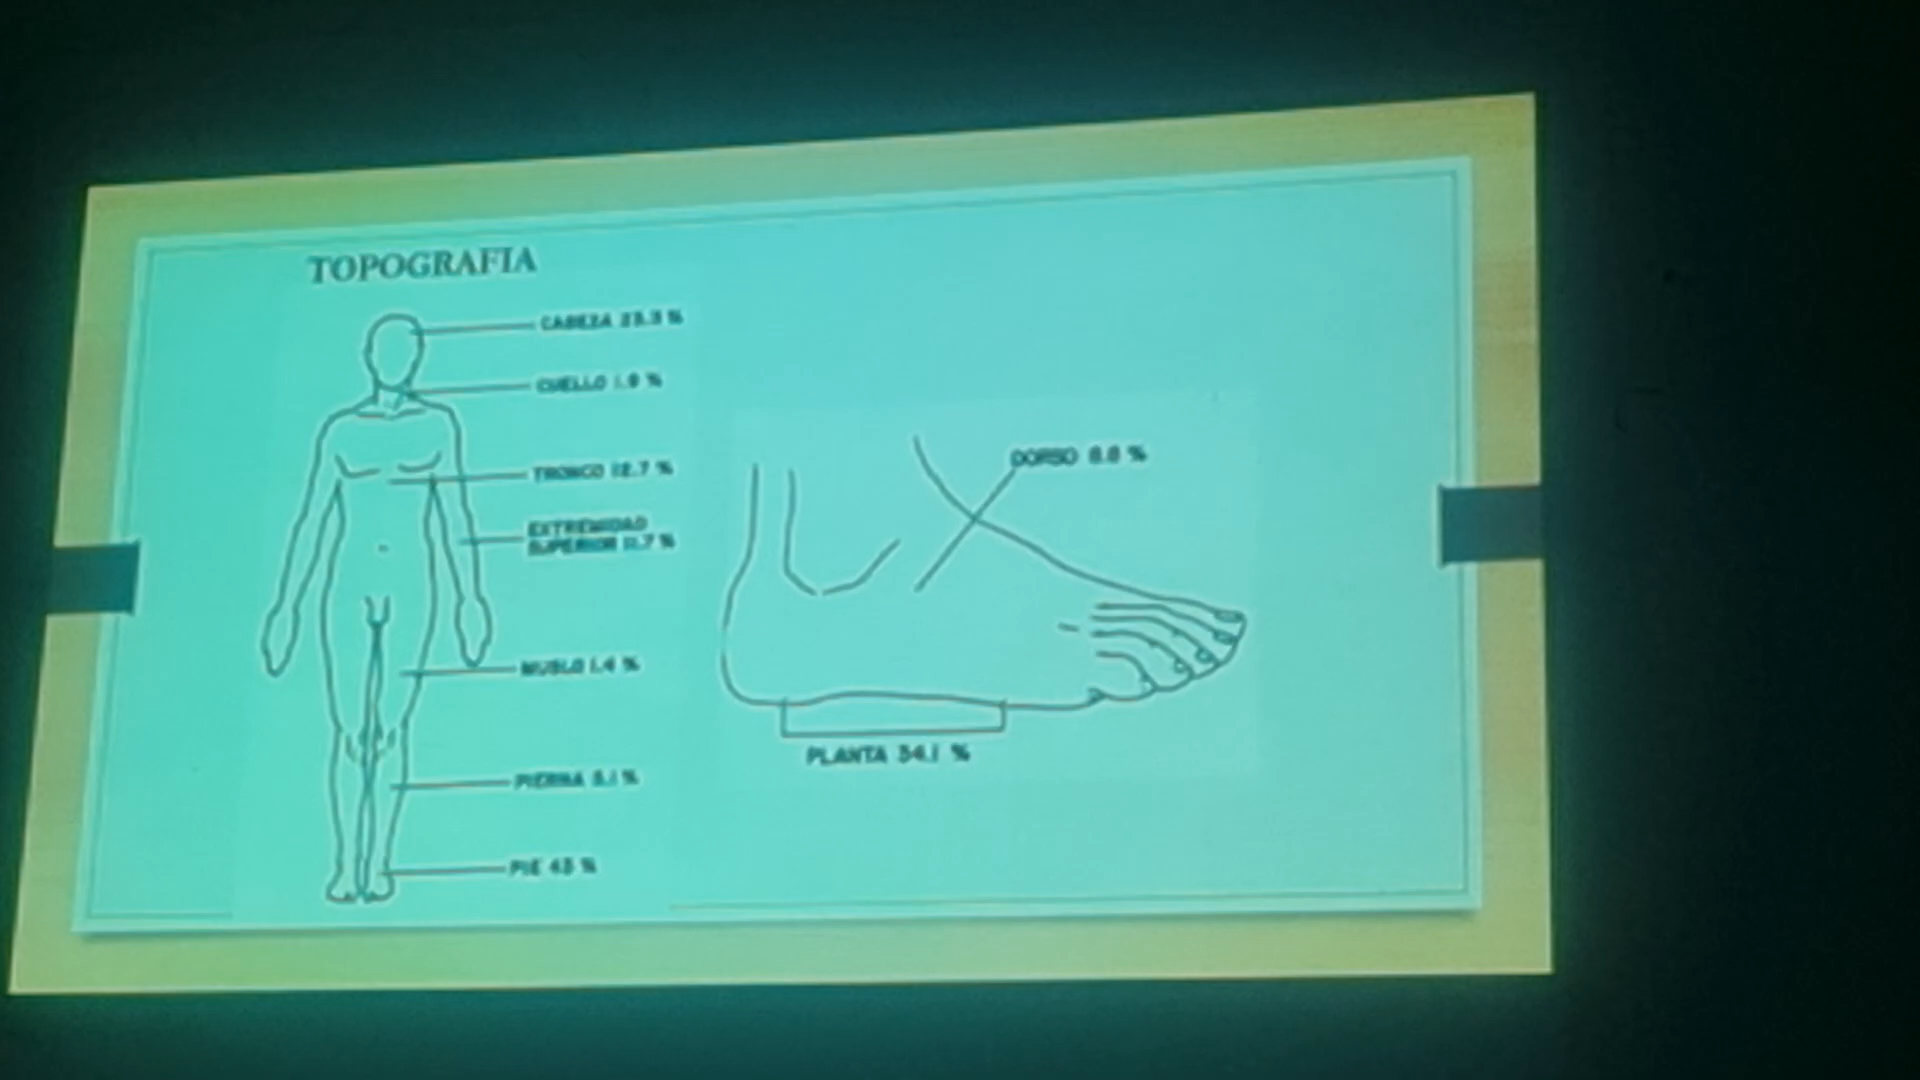 TOPOGRAFIA
CABEZA 23.3 %
CUELLO 1.9 %
TRONCO 12.7 %
EXTREMIDAD
SUPERIOR 11.7 %
MUSLO 1.4 %
PIERNA 5.1 %
PIE 43 %
DORSO 8.8 %
PLANTA 34.1 %